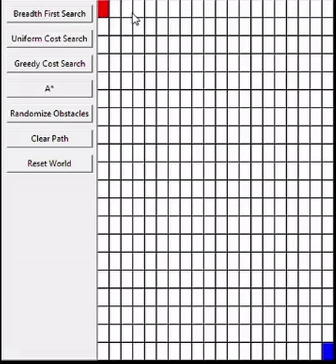 Breadth First Search
Uniform Cost Search
Greedy Cost Search
A*
Randomize Obstacles
Clear Path
Reset World